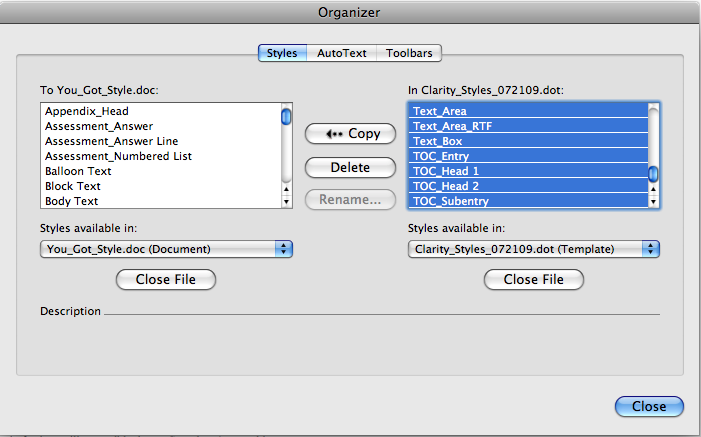 Organizer
Styles AutoText Toolbars
To You_Got_Style.doc:
Appendix_Head
Assessment_Answer
Assessment_Answer Line
Assessment_Numbered List
Balloon Text
Block Text
Body Text
Copy
Delete
Rename...
In Clarity_Styles_072109.dot:
Text_Area
Text_Area_RTF
Text_Box
TOC_Entry
TOC_Head 1
TOC_Head 2
TOC_Subentry
Styles available in:
You_Got_Style.doc (Document)
Close File
Styles available in:
Clarity_Styles_072109.dot (Template)
Close File
Description
Close